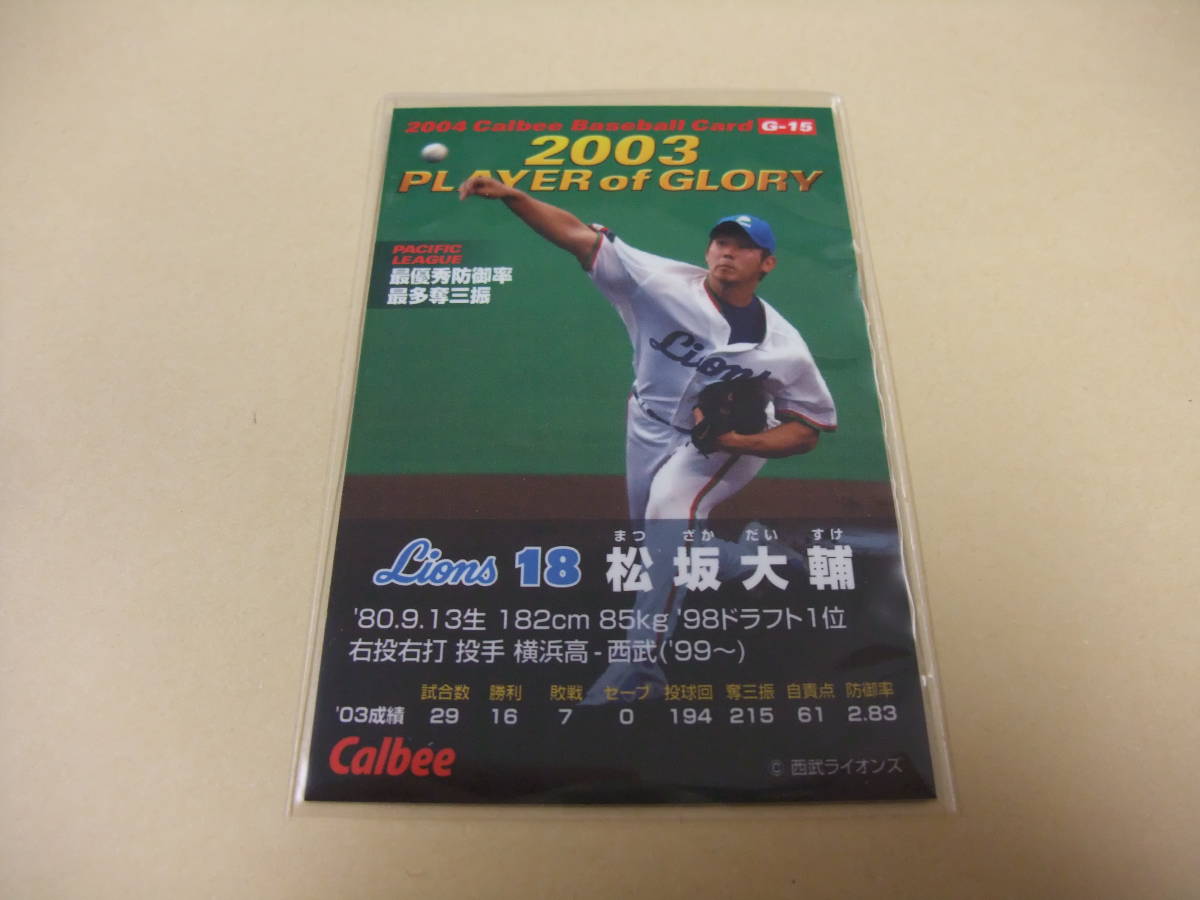 2004 Calbee Baseball Card G-15
2003
PLAYER of GLORY
PACIFIC
LEAGUE
最優秀防御率
最多奪三振
Lions
まつ ざか だい すけ
Lions 18 松坂大輔
'80.9.13生 182cm 85kg '98ドラフト1位
右投右打 投手 横浜高-西武('99〜)
試合数 勝利 敗戦 セーブ 投球回 奪三振 自責点 防御率
'03成績 29 16 7 0 194 215 61 2.83
Calbee
© 西武ライオンズ